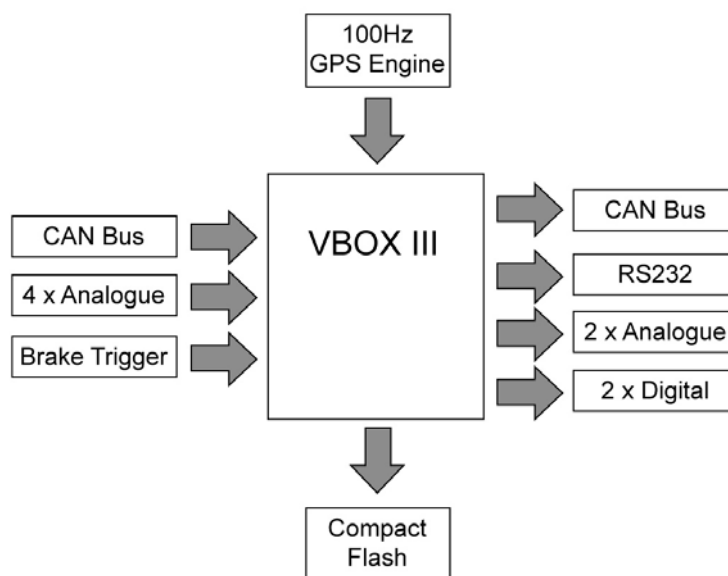 100Hz
GPS Engine
VBOX III
CAN Bus
4 x Analogue
Brake Trigger
CAN Bus
RS232
2 x Analogue
2 x Digital
Compact
Flash